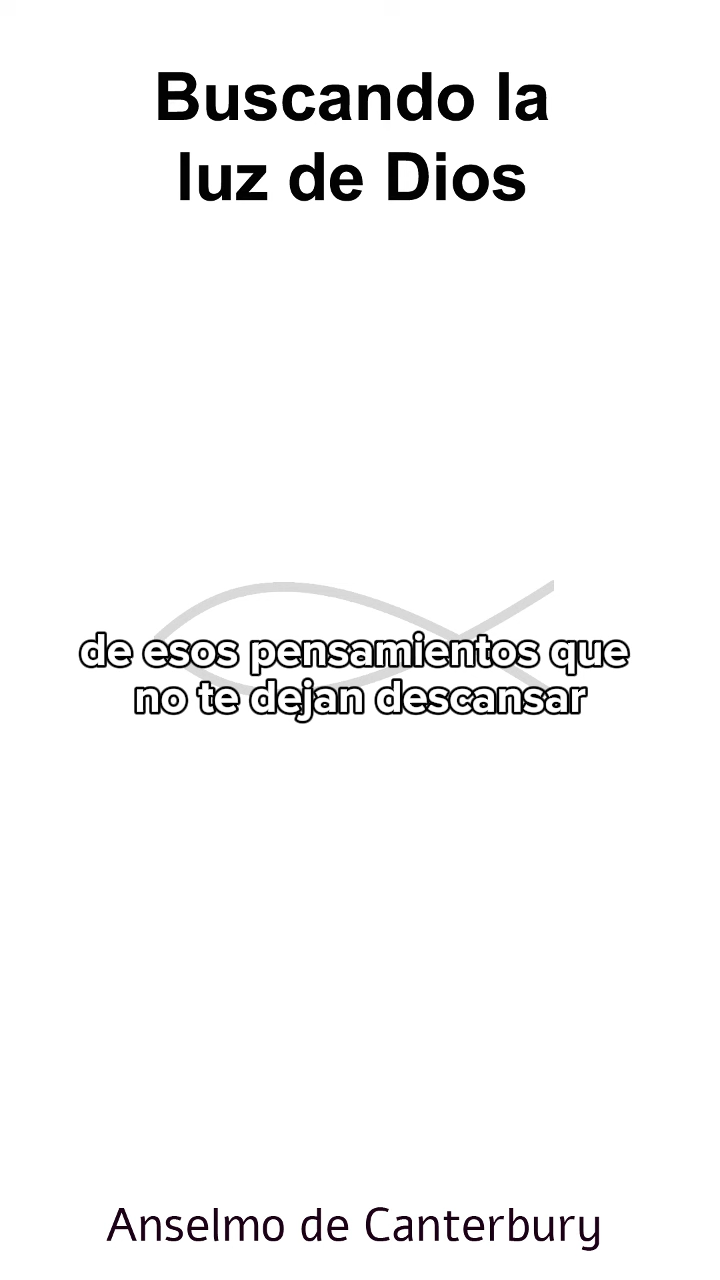 Buscando la
luz de Dios
de esos pensamientos que
no te dejan descansar
Anselmo de Canterbury